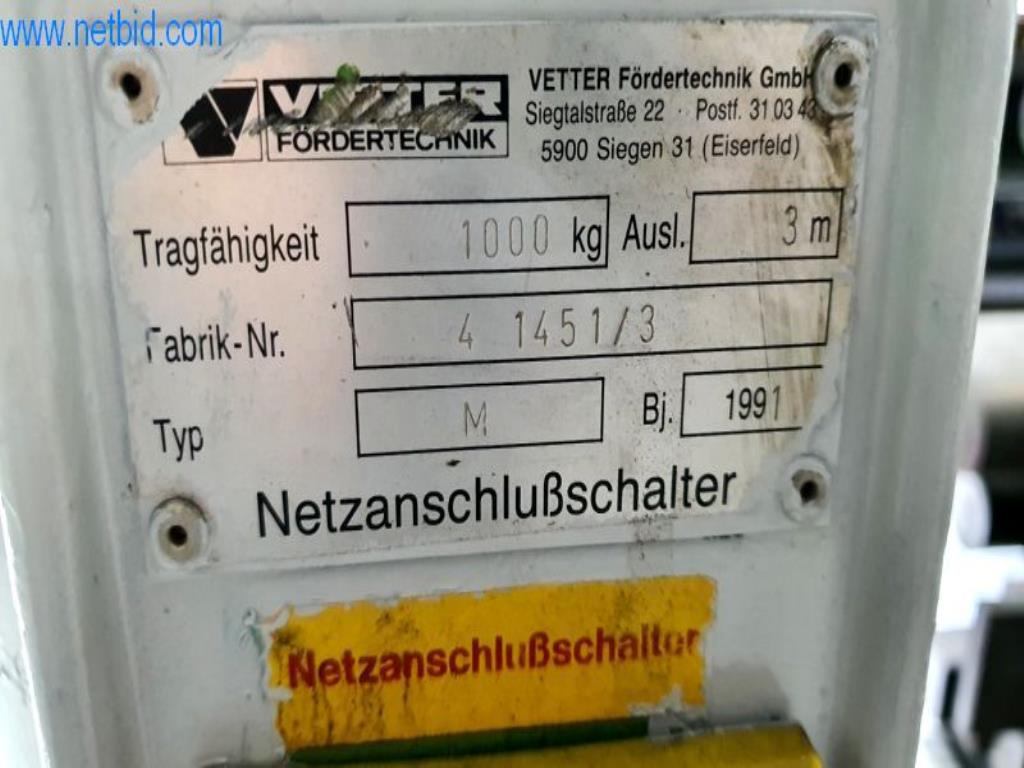 www.netbid.com
VETTER
FÖRDERTECHNIK
VETTER Fördertechnik GmbH
Siegtalstraße 22 · Postf. 31 03 43
5900 Siegen 31 (Eiserfeld)
Tragfähigkeit 1000 kg Ausl. 3 m
Fabrik-Nr. 4 1451/3
Typ M Bj. 1991
Netzanschlußschalter
Netzanschlußschalter